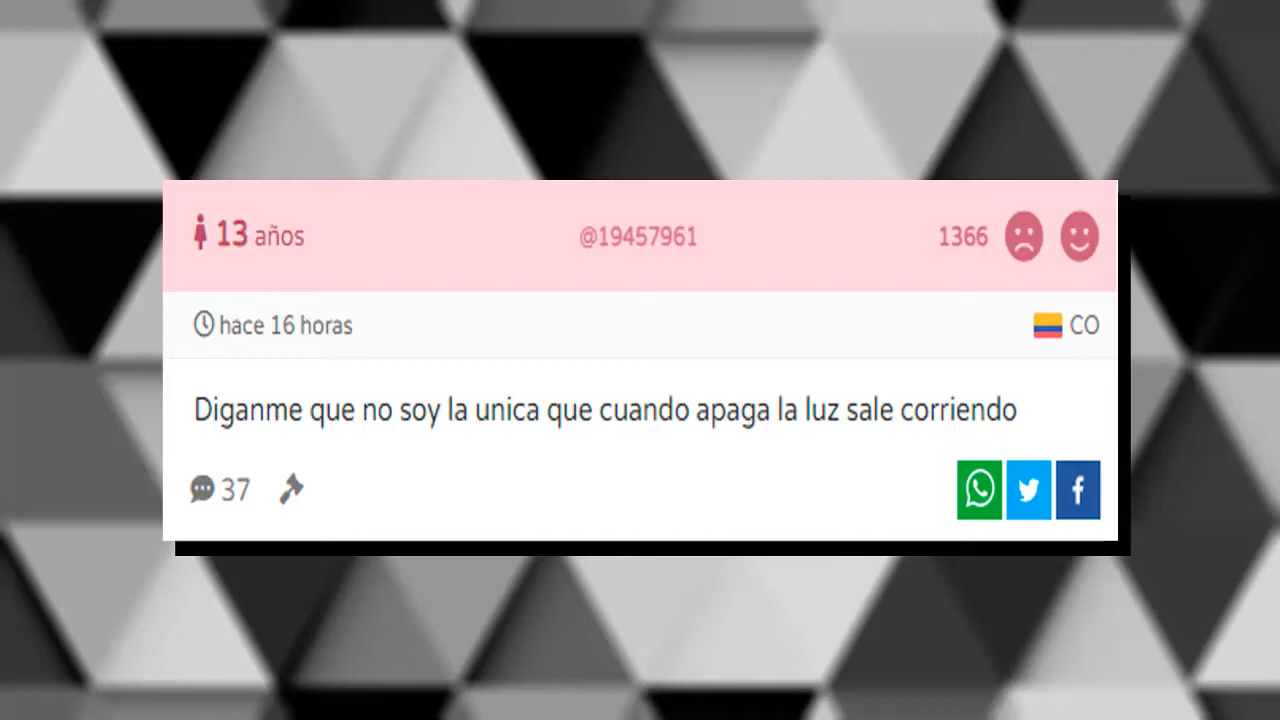 13 años @19457961 1366
hace 16 horas CO
Diganme que no soy la unica que cuando apaga la luz sale corriendo
37